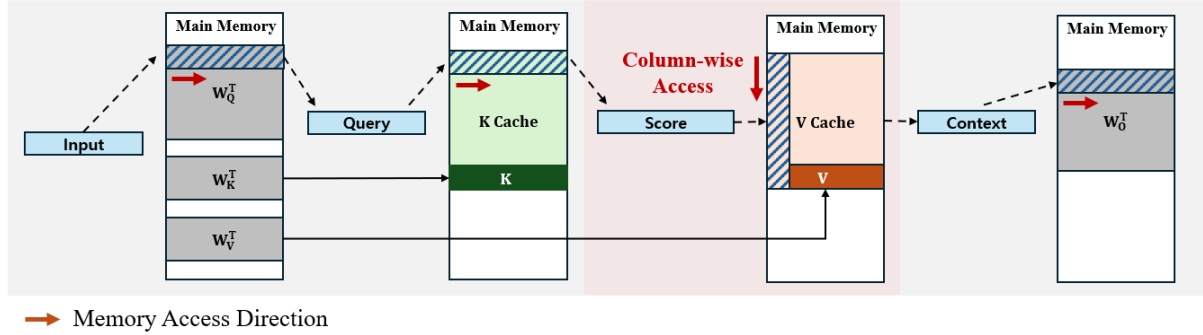 Main Memory
W_Q^T
W_K^T
W_V^T
Input
Query
Main Memory
K Cache
K
Score
Column-wise
Access
Main Memory
V Cache
V
Context
Main Memory
W_O^T
Memory Access Direction